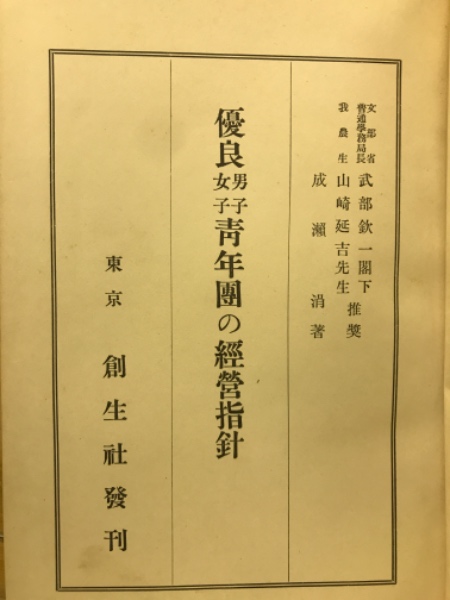 文部省普通學務局長 武部欽一閣下
我農生 山崎延吉先生 推奬
成瀨涓著
優良男子女子靑年團の經營指針
東京 創生社發刊